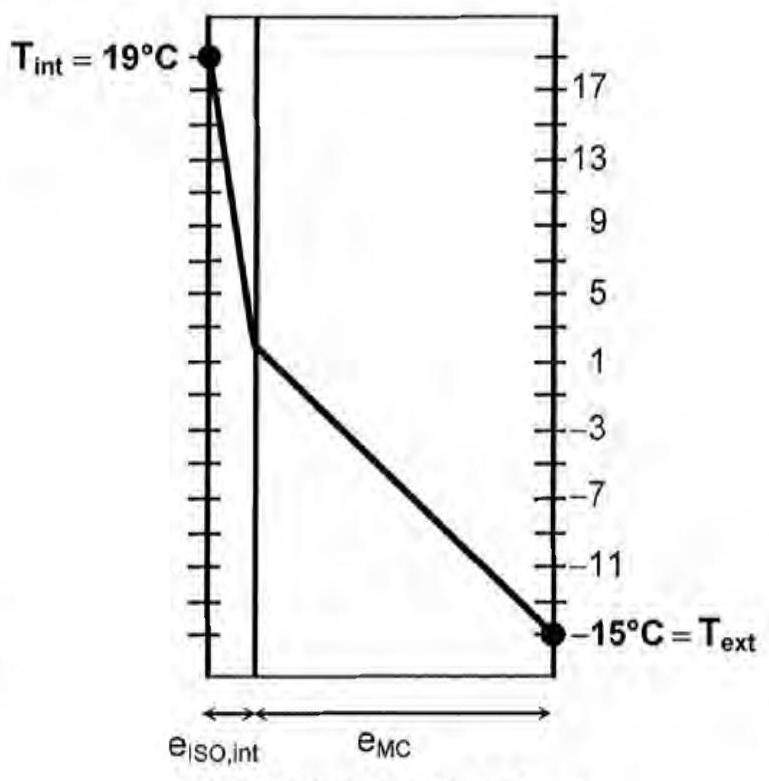 T_int = 19°C
17
13
9
5
1
–3
–7
–11
–15°C = T_ext
e_ISO,int
e_MC